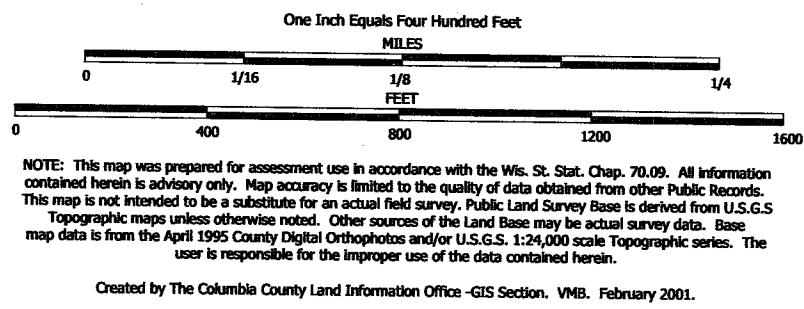 One Inch Equals Four Hundred Feet
MILES
0 1/16 1/8 1/4
FEET
0 400 800 1200 1600
NOTE: This map was prepared for assessment use in accordance with the Wis. St. Stat. Chap. 70.09. All information
contained herein is advisory only. Map accuracy is limited to the quality of data obtained from other Public Records.
This map is not intended to be a substitute for an actual field survey. Public Land Survey Base is derived from U.S.G.S
Topographic maps unless otherwise noted. Other sources of the Land Base may be actual survey data. Base
map data is from the April 1995 County Digital Orthophotos and/or U.S.G.S. 1:24,000 scale Topographic series. The
user is responsible for the improper use of the data contained herein.
Created by The Columbia County Land Information Office -GIS Section. VMB. February 2001.